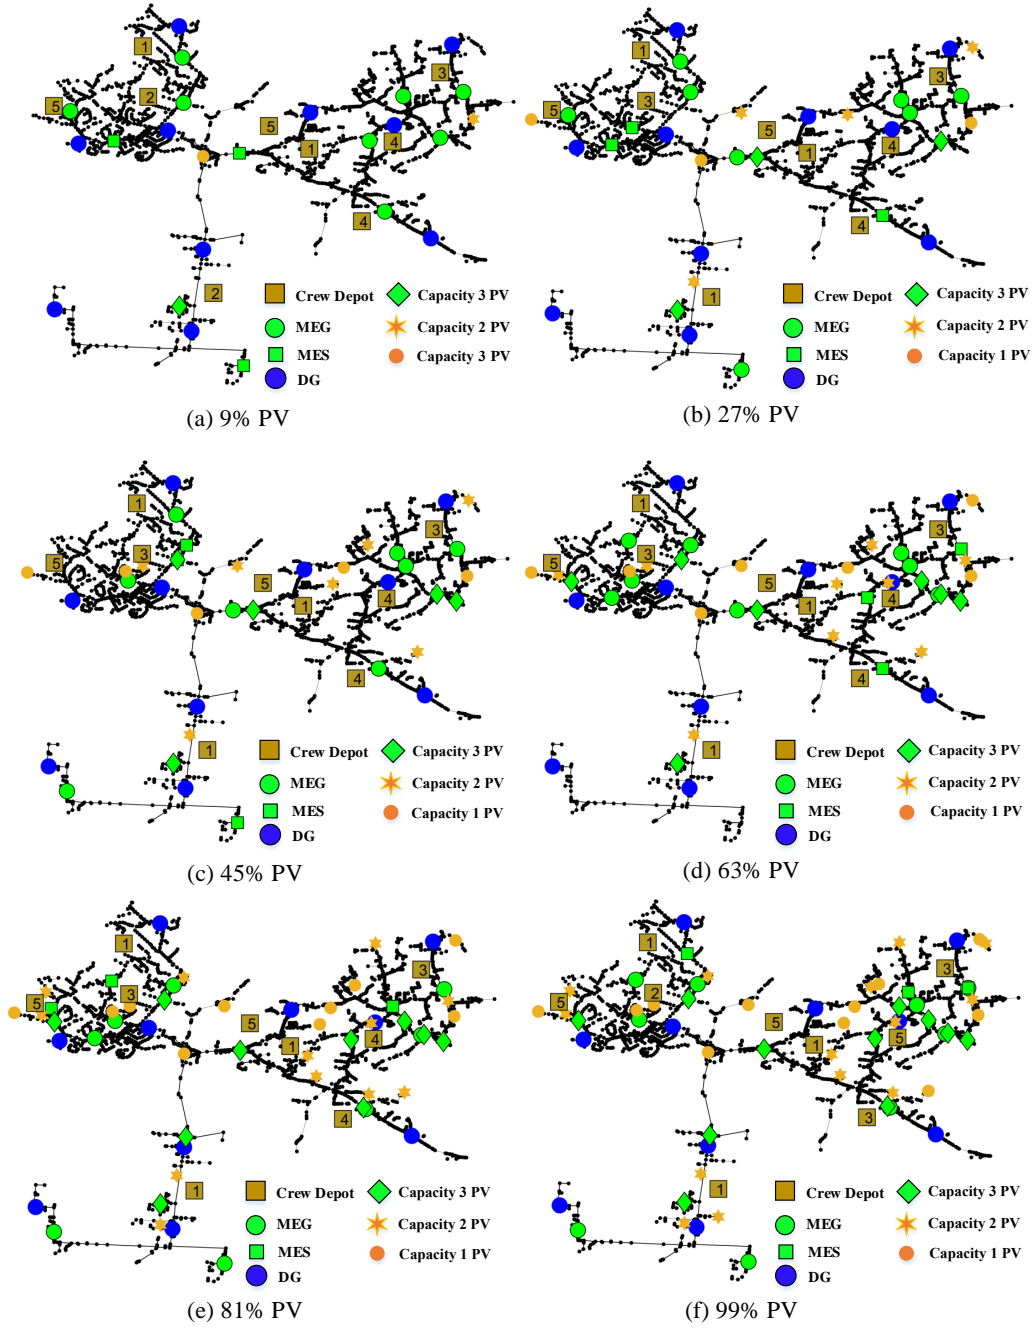 1
3
2
5
5
1
4
4
2
Crew Depot
Capacity 3 PV
MEG
Capacity 2 PV
MES
Capacity 3 PV
DG
(a) 9% PV
1
3
3
5
5
1
4
4
1
Crew Depot
Capacity 3 PV
MEG
Capacity 2 PV
MES
Capacity 1 PV
DG
(b) 27% PV
1
3
3
5
5
1
4
4
1
Crew Depot
Capacity 3 PV
MEG
Capacity 2 PV
MES
Capacity 1 PV
DG
(c) 45% PV
1
3
3
5
5
1
4
4
1
Crew Depot
Capacity 3 PV
MEG
Capacity 2 PV
MES
Capacity 1 PV
DG
(d) 63% PV
1
3
3
5
5
1
4
4
1
Crew Depot
Capacity 3 PV
MEG
Capacity 2 PV
MES
Capacity 1 PV
DG
(e) 81% PV
1
3
2
5
5
1
5
3
1
Crew Depot
Capacity 3 PV
MEG
Capacity 2 PV
MES
Capacity 1 PV
DG
(f) 99% PV